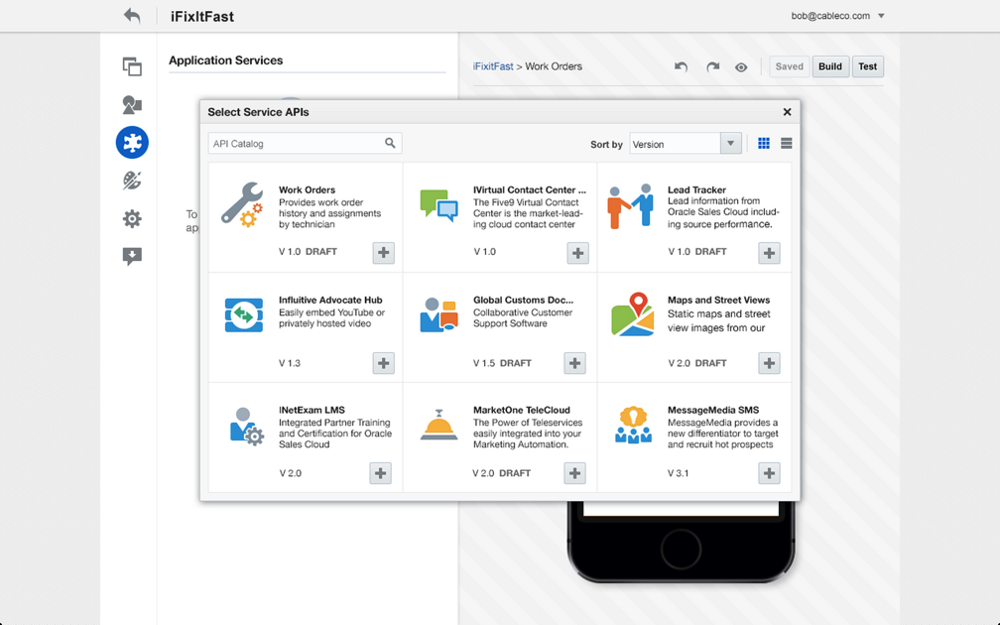 iFixItFast
bob@cableco.com
Application Services
iFixitFast > Work Orders
Saved
Build
Test
Select Service APIs
API Catalog
Sort by
Version
To
ap
Work Orders
Provides work order
history and assignments
by technician
V 1.0 DRAFT
IVirtual Contact Center ...
The Five9 Virtual Contact
Center is the market-lead-
ing cloud contact center
V 1.0
Lead Tracker
Lead information from
Oracle Sales Cloud includ-
ing source performance.
V 1.0 DRAFT
Influitive Advocate Hub
Easily embed YouTube or
privately hosted video
V 1.3
Global Customs Doc...
Collaborative Customer
Support Software
V 1.5 DRAFT
Maps and Street Views
Static maps and street
view images from our
V 2.0 DRAFT
INetExam LMS
Integrated Partner Training
and Certification for Oracle
Sales Cloud
V 2.0
MarketOne TeleCloud
The Power of Teleservices
easily integrated into your
Marketing Automation.
V 2.0 DRAFT
MessageMedia SMS
MessageMedia provides a
new differentiator to target
and recruit hot prospects
V 3.1